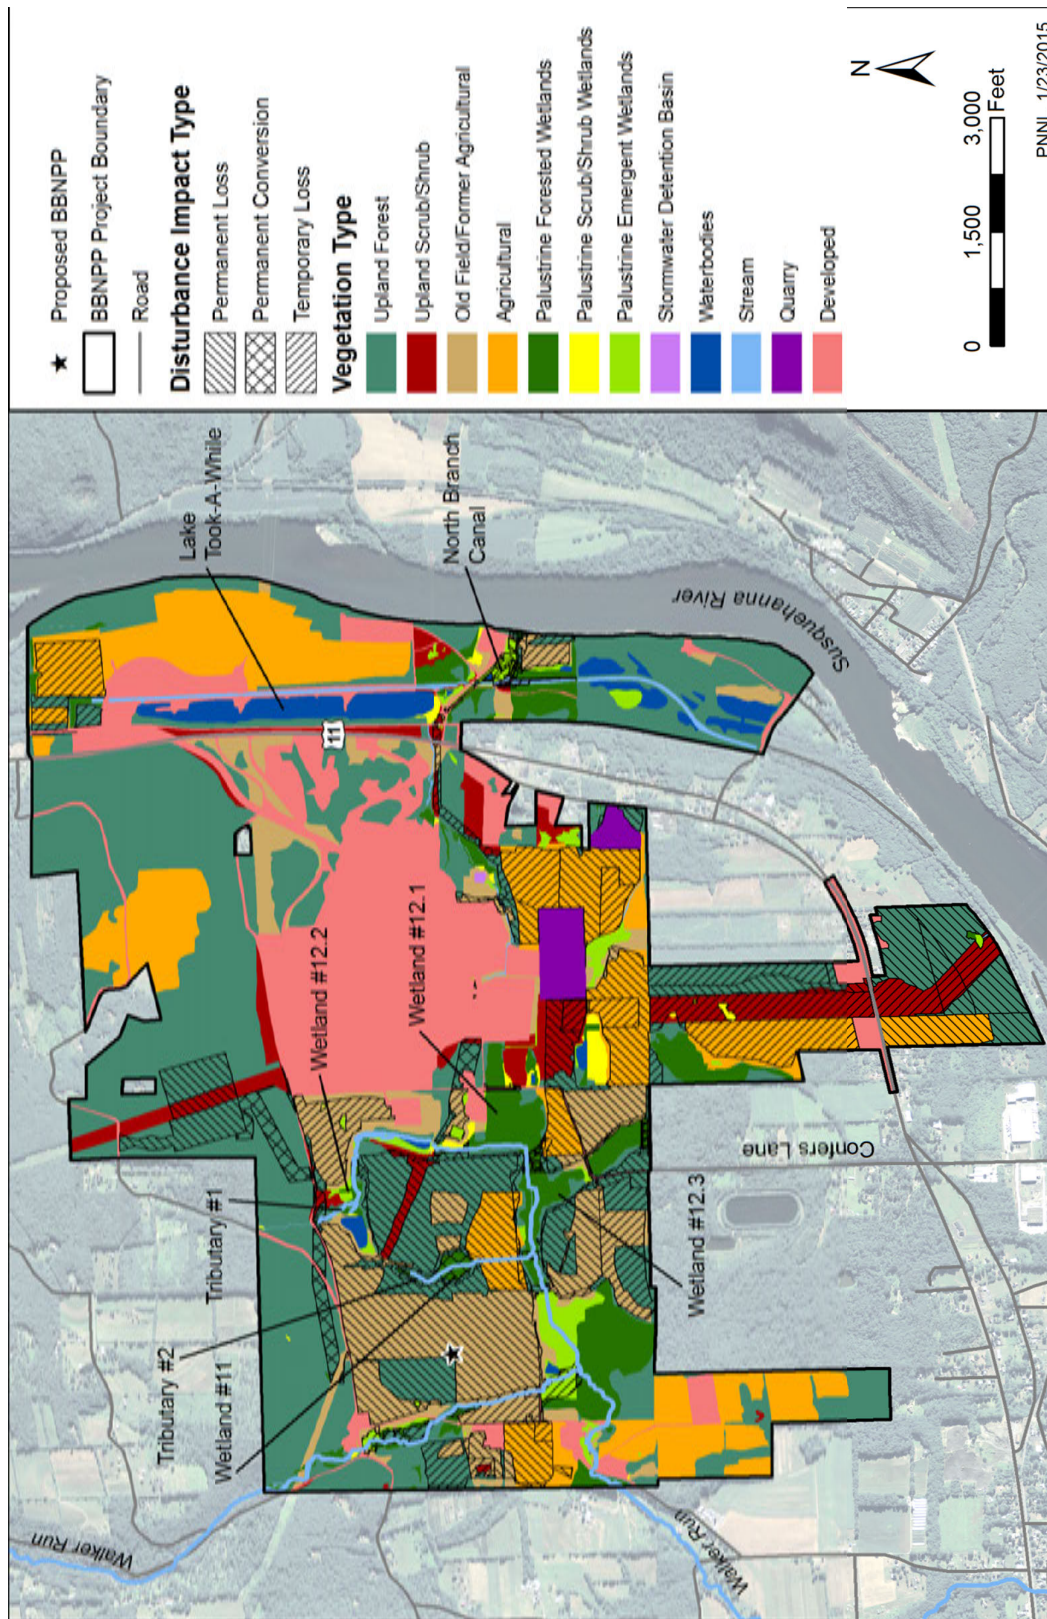 Proposed BBNPP
BBNPP Project Boundary
Road
Disturbance Impact Type
Permanent Loss
Permanent Conversion
Temporary Loss
Vegetation Type
Upland Forest
Upland Scrub/Shrub
Old Field/Former Agricultural
Agricultural
Palustrine Forested Wetlands
Palustrine Scrub/Shrub Wetlands
Palustrine Emergent Wetlands
Stormwater Detention Basin
Waterbodies
Stream
Quarry
Developed
N
0 1,500 3,000
Feet
PNNL 1/23/2015
Lake
Took-A-While
North Branch
Canal
Susquehanna River
11
Wetland #12.2
Wetland #12.1
Tributary #1
Tributary #2
Wetland #11
Wetland #12.3
Confers Lane
Walker Run
Walker Run